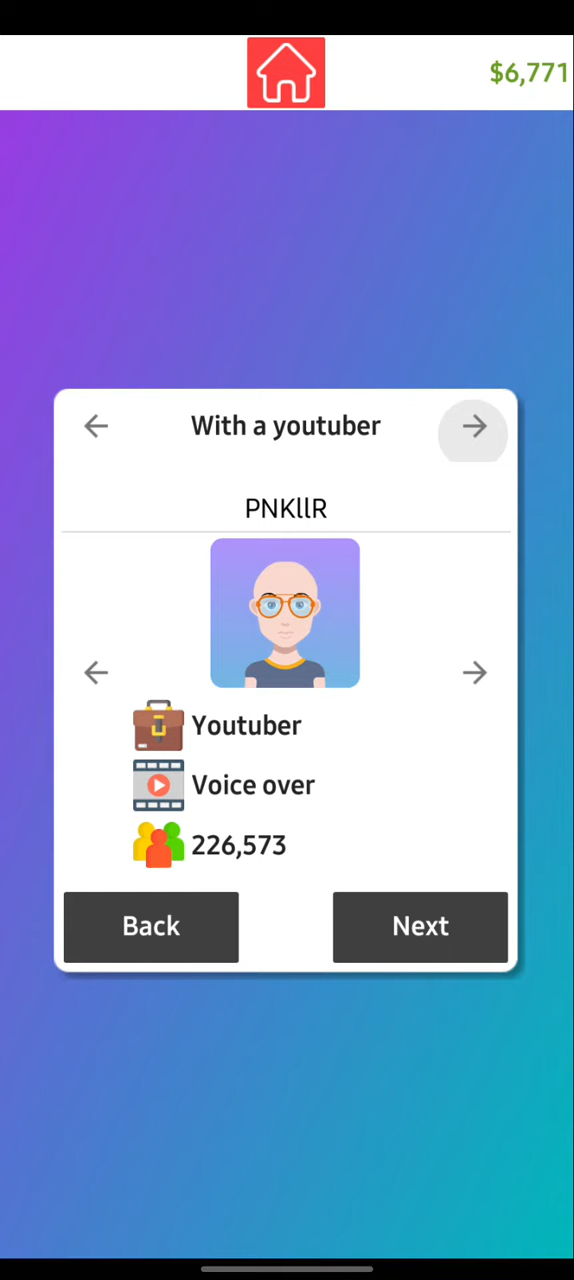 $6,771
With a youtuber
PNKllR
Youtuber
Voice over
226,573
Back
Next